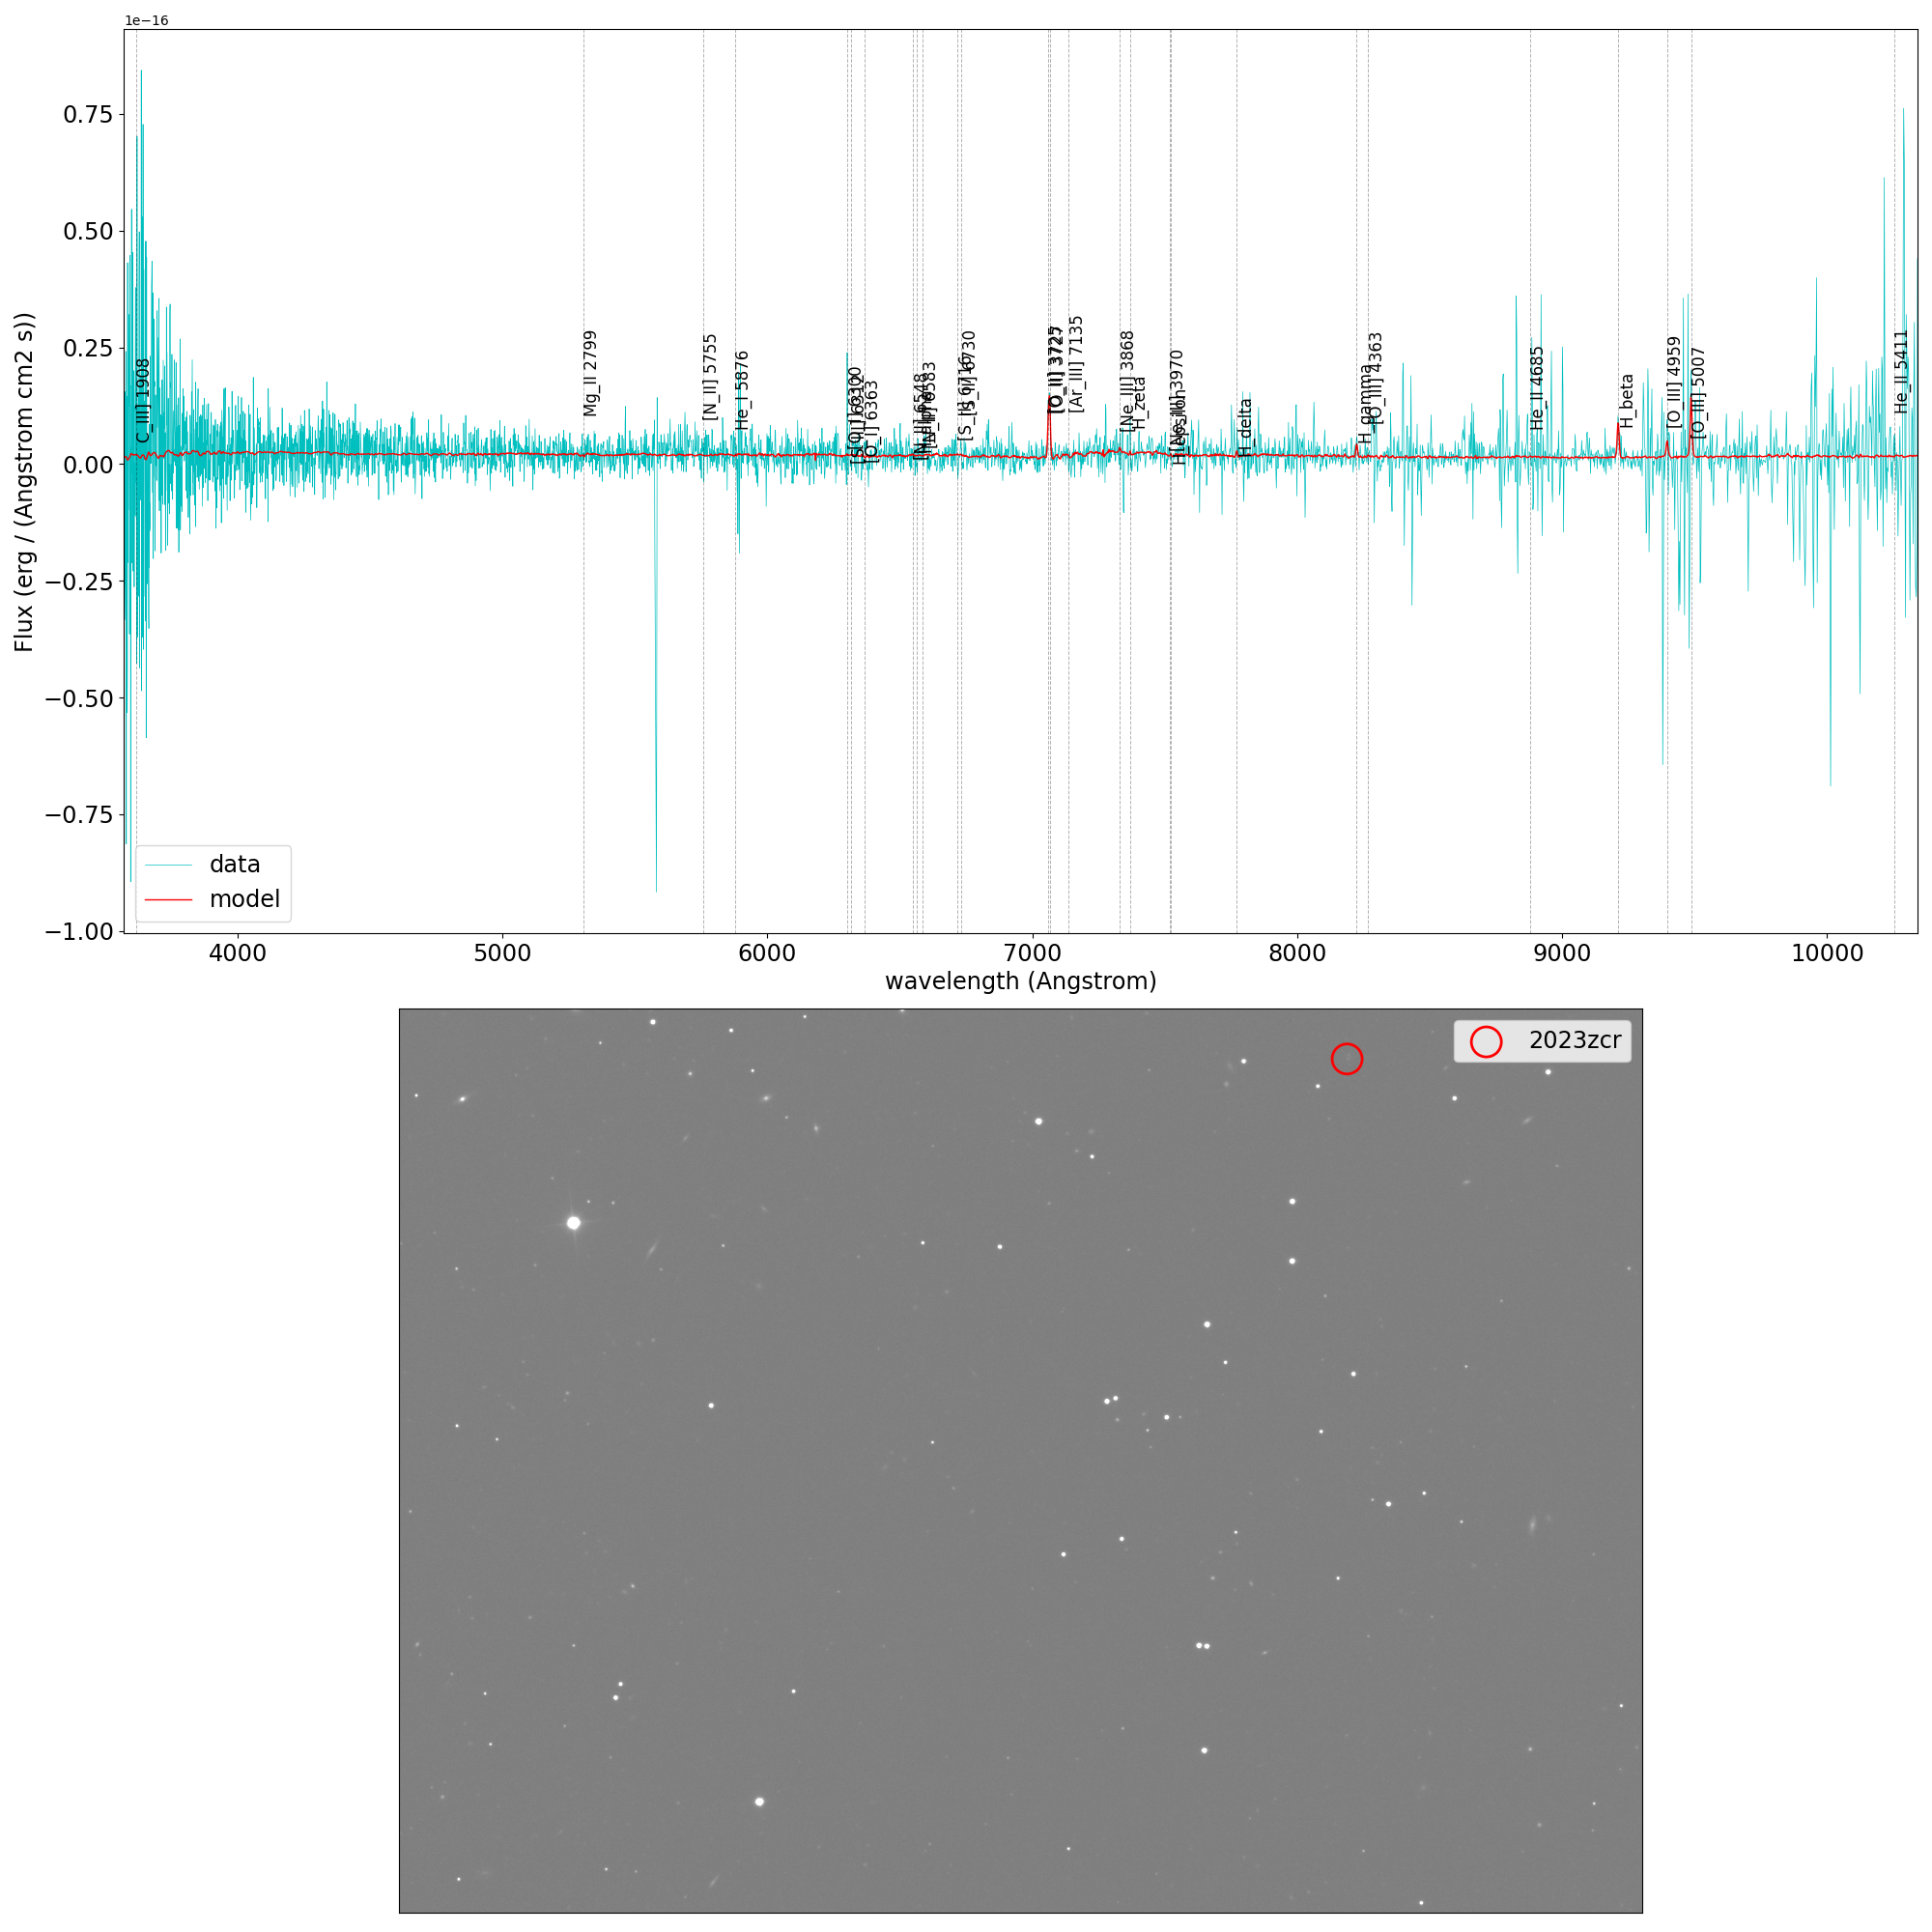 1e−16
0.75
0.50
0.25
0.00
−0.25
−0.50
−0.75
−1.00
Flux (erg / (Angstrom cm2 s))
C_III] 1908
Mg_II 2799
[N_II] 5755
He_I 5876
[O_I] 6363
[S_II] 6730
[Ar_III] 7135
[Ne_III] 3868
H_zeta
H_delta
H_gamma
[O_III] 4363
He_II 4685
H_beta
[O_III] 4959
[O_III] 5007
He_II 5411
data
model
4000 5000 6000 7000 8000 9000 10000
wavelength (Angstrom)
2023zcr